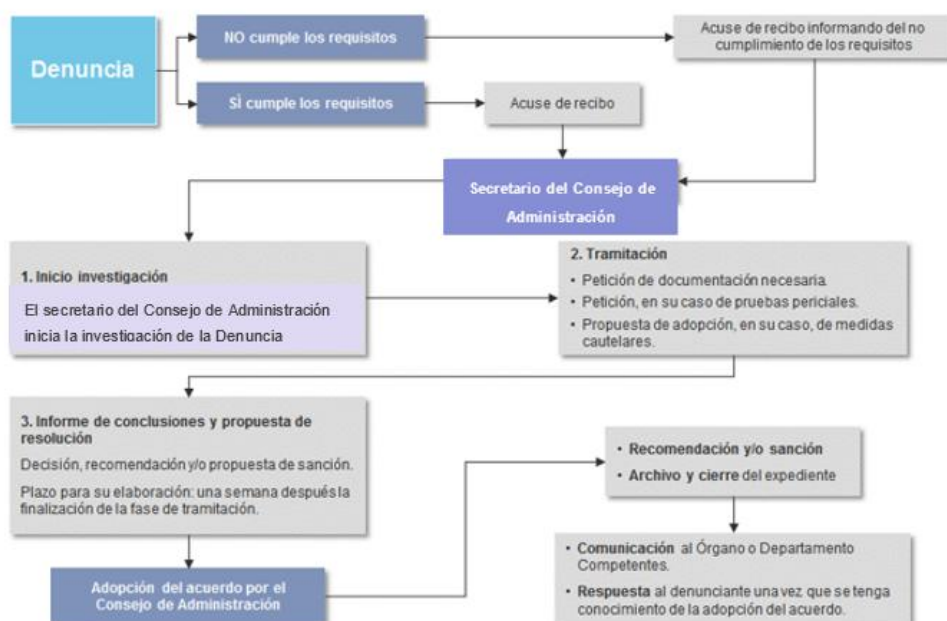 Denuncia
NO cumple los requisitos
Acuse de recibo informando del no
cumplimiento de los requisitos
SÌ cumple los requisitos
Acuse de recibo
Secretario del Consejo de
Administración
1. Inicio investigación
El secretario del Consejo de Administración
inicia la investigación de la Denuncia
2. Tramitación
• Petición de documentación necesaria.
• Petición, en su caso de pruebas periciales.
• Propuesta de adopción, en su caso, de medidas
cautelares.
3. Informe de conclusiones y propuesta de
resolución
Decisión, recomendación y/o propuesta de sanción.
Plazo para su elaboración: una semana después la
finalización de la fase de tramitación.
Adopción del acuerdo por el
Consejo de Administración
• Recomendación y/o sanción
• Archivo y cierre del expediente
• Comunicación al Órgano o Departamento
Competentes.
• Respuesta al denunciante una vez que se tenga
conocimiento de la adopción del acuerdo.